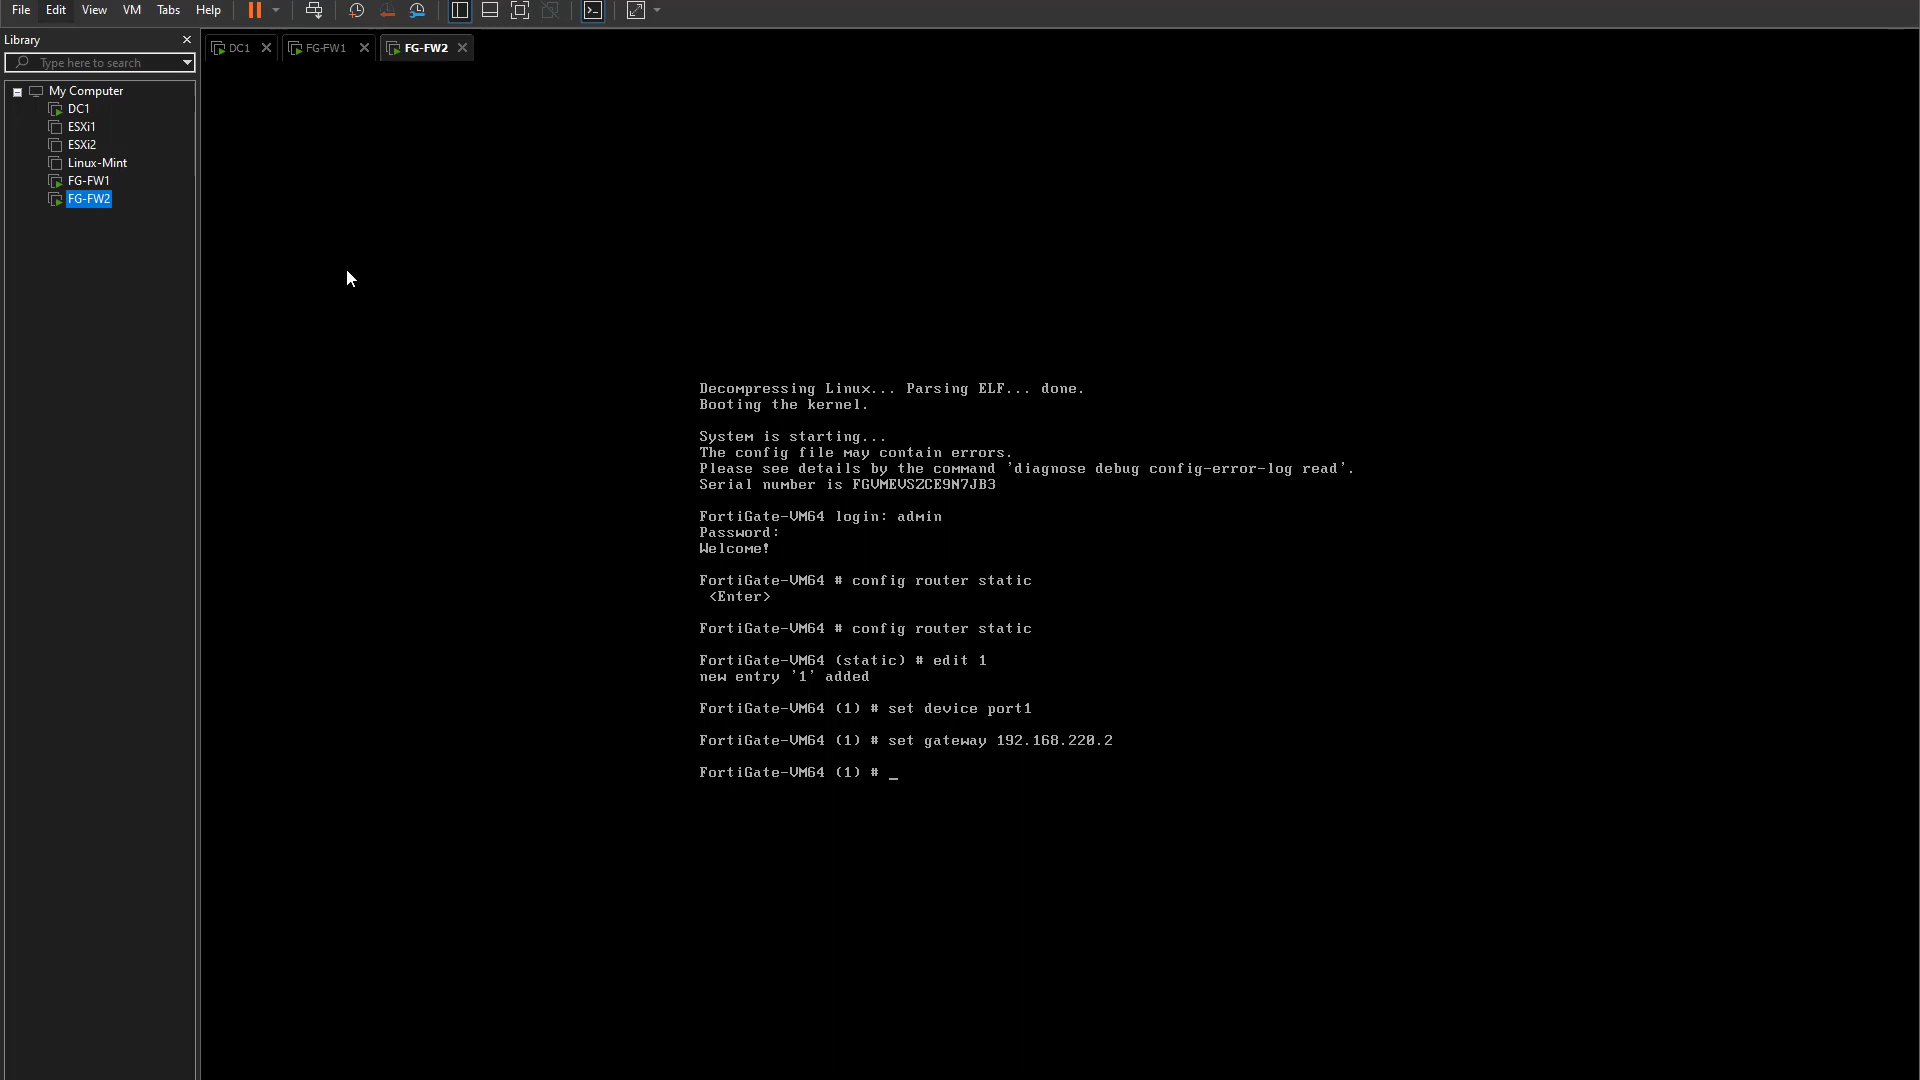 File Edit View VM Tabs Help
Library
Type here to search
DC1 FG-FW1 FG-FW2
My Computer
DC1
ESXi1
ESXi2
Linux-Mint
FG-FW1
FG-FW2
Decompressing Linux... Parsing ELF... done.
Booting the kernel.
System is starting...
The config file may contain errors.
Please see details by the command 'diagnose debug config-error-log read'.
Serial number is FGVMEVSZCE9N7JB3
FortiGate-VM64 login: admin
Password:
Welcome!
FortiGate-VM64 # config router static
<Enter>
FortiGate-VM64 # config router static
FortiGate-VM64 (static) # edit 1
new entry '1' added
FortiGate-VM64 (1) # set device port1
FortiGate-VM64 (1) # set gateway 192.168.220.2
FortiGate-VM64 (1) # _